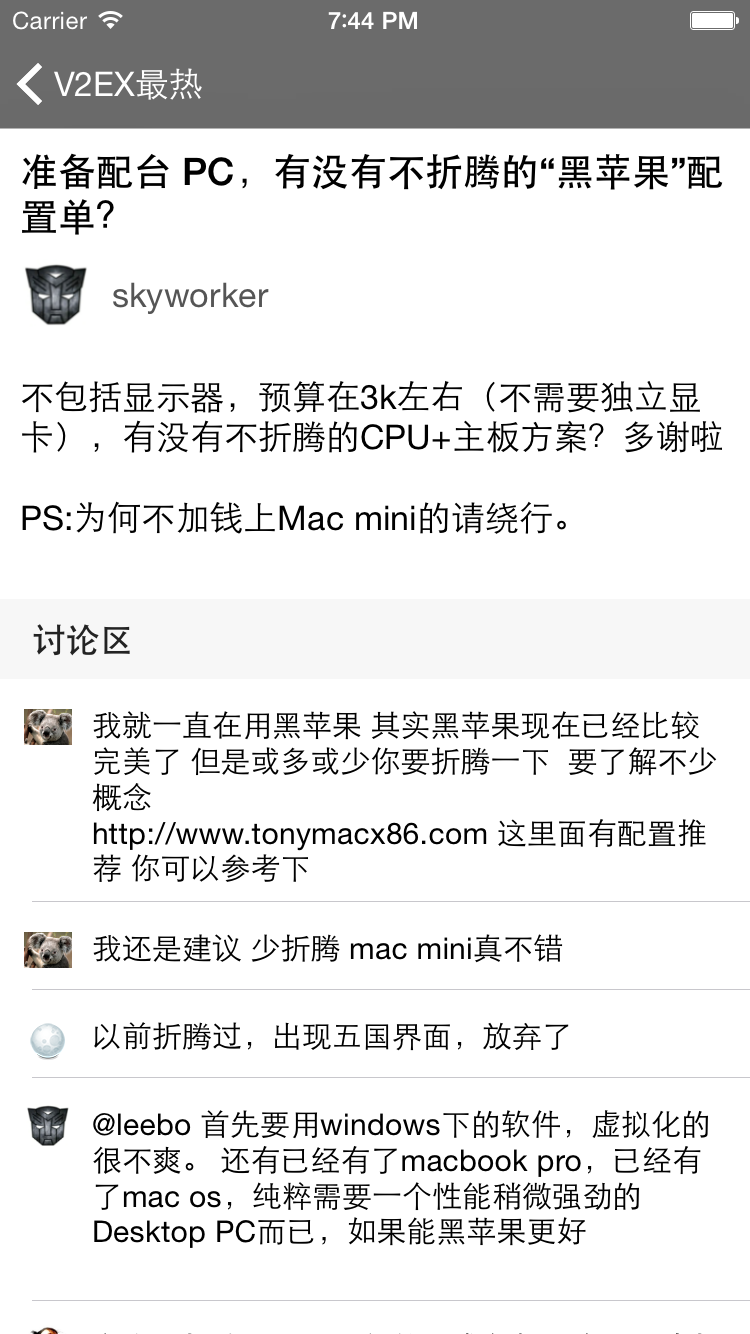 Carrier 7:44 PM
V2EX最热
准备配台 PC，有没有不折腾的“黑苹果”配
置单？
skyworker
不包括显示器，预算在3k左右（不需要独立显
卡），有没有不折腾的CPU+主板方案？多谢啦
PS:为何不加钱上Mac mini的请绕行。
讨论区
我就一直在用黑苹果 其实黑苹果现在已经比较
完美了 但是或多或少你要折腾一下  要了解不少
概念
http://www.tonymacx86.com 这里面有配置推
荐 你可以参考下
我还是建议 少折腾 mac mini真不错
以前折腾过，出现五国界面，放弃了
@leebo 首先要用windows下的软件，虚拟化的
很不爽。 还有已经有了macbook pro，已经有
了mac os，纯粹需要一个性能稍微强劲的
Desktop PC而已，如果能黑苹果更好